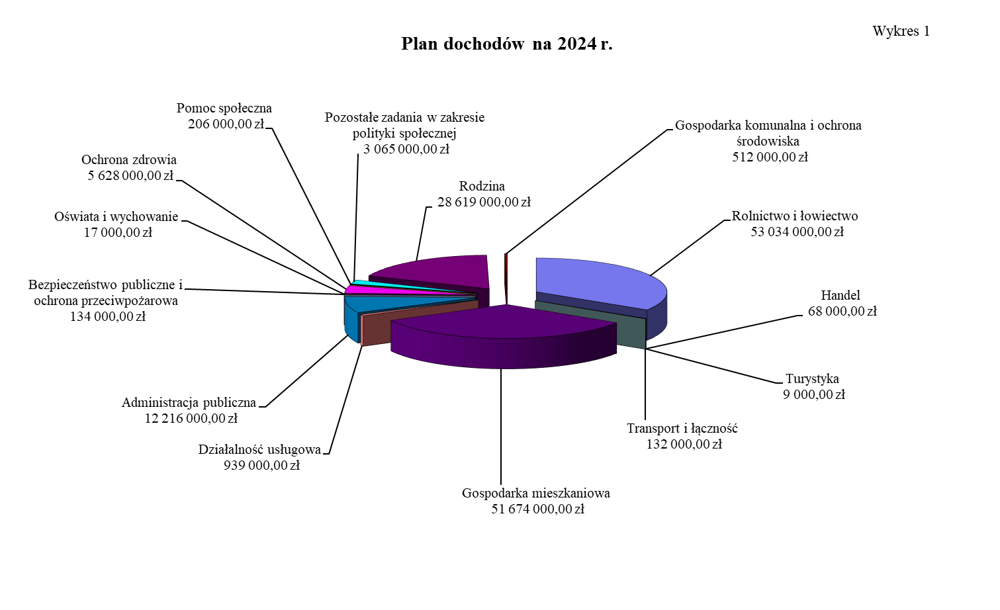 Wykres 1
Plan dochodów na 2024 r.
Pomoc społeczna
206 000,00 zł
Pozostałe zadania w zakresie
polityki społecznej
3 065 000,00 zł
Gospodarka komunalna i ochrona
środowiska
512 000,00 zł
Ochrona zdrowia
5 628 000,00 zł
Rodzina
28 619 000,00 zł
Oświata i wychowanie
17 000,00 zł
Rolnictwo i łowiectwo
53 034 000,00 zł
Bezpieczeństwo publiczne i
ochrona przeciwpożarowa
134 000,00 zł
Handel
68 000,00 zł
Turystyka
9 000,00 zł
Administracja publiczna
12 216 000,00 zł
Transport i łączność
132 000,00 zł
Działalność usługowa
939 000,00 zł
Gospodarka mieszkaniowa
51 674 000,00 zł